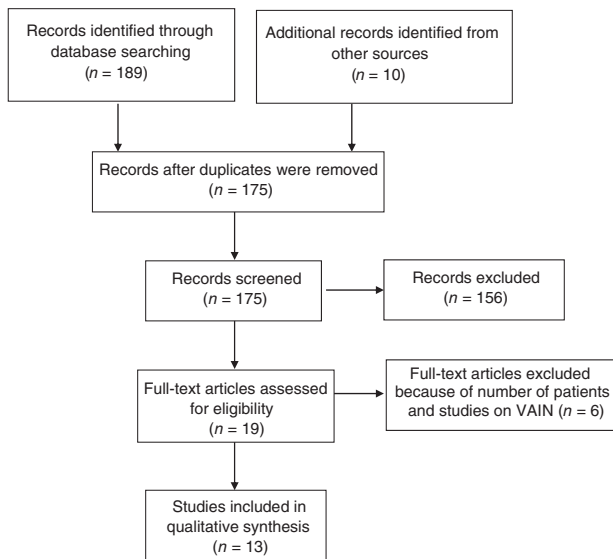 Records identified through
database searching
(n = 189)
Additional records identified from
other sources
(n = 10)
Records after duplicates were removed
(n = 175)
Records screened
(n = 175)
Records excluded
(n = 156)
Full-text articles assessed
for eligibility
(n = 19)
Full-text articles excluded
because of number of patients
and studies on VAIN (n = 6)
Studies included in
qualitative synthesis
(n = 13)